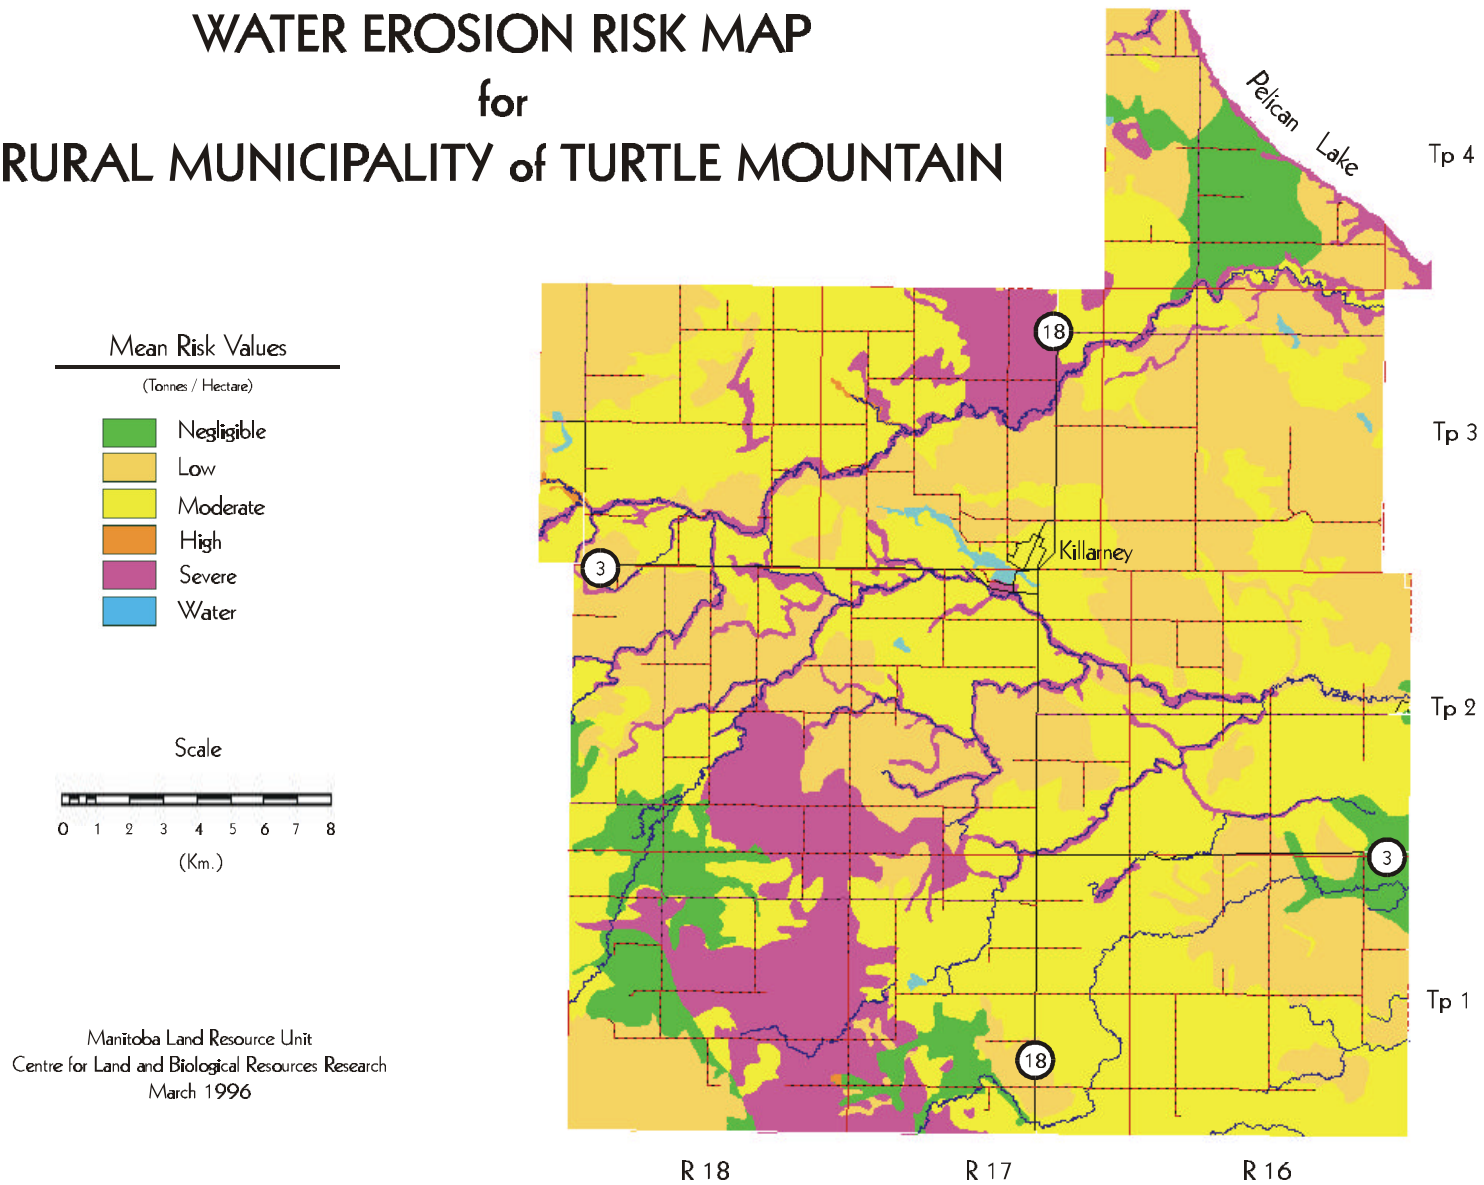 WATER EROSION RISK MAP
for
RURAL MUNICIPALITY of TURTLE MOUNTAIN
Pelican Lake
Tp 4
Mean Risk Values
(Tonnes / Hectare)
Negligible
Low
Moderate
High
Severe
Water
18
Tp 3
3
Killarney
Tp 2
Scale
0 1 2 3 4 5 6 7 8
(Km.)
3
Tp 1
Manitoba Land Resource Unit
Centre for Land and Biological Resources Research
March 1996
18
R 18 R 17 R 16